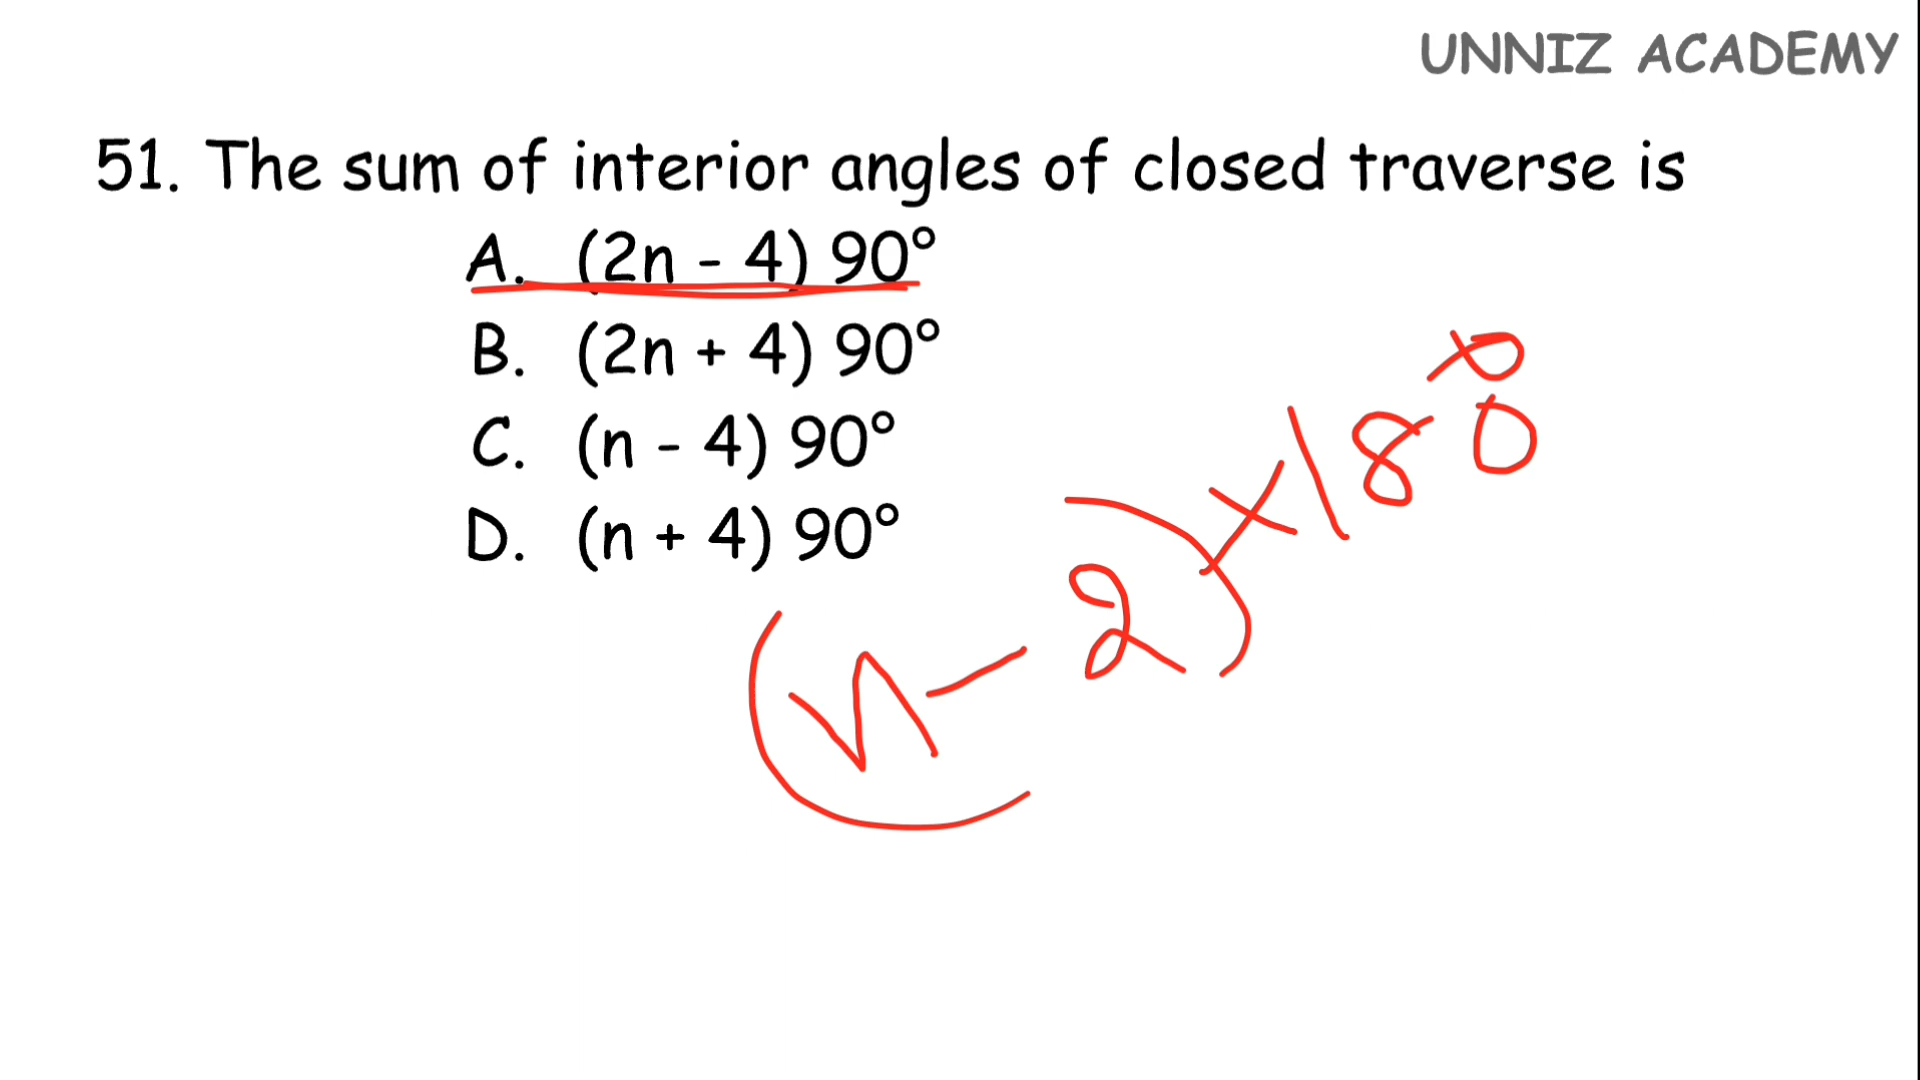 UNNIZ ACADEMY
51. The sum of interior angles of closed traverse is
A. (2n - 4) 90°
B. (2n + 4) 90°
C. (n - 4) 90°
D. (n + 4) 90°
(n - 2) × 180°